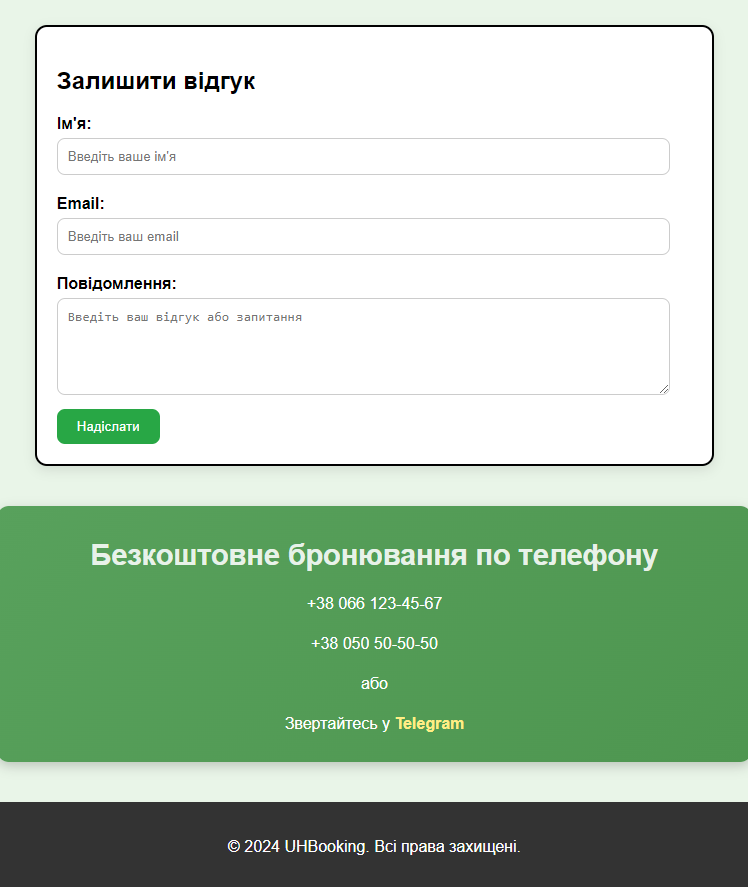 Залишити відгук
Ім'я:
Введіть ваше ім'я
Email:
Введіть ваш email
Повідомлення:
Введіть ваш відгук або запитання
Надіслати
Безкоштовне бронювання по телефону
+38 066 123-45-67
+38 050 50-50-50
або
Звертайтесь у Telegram
© 2024 UHBooking. Всі права захищені.